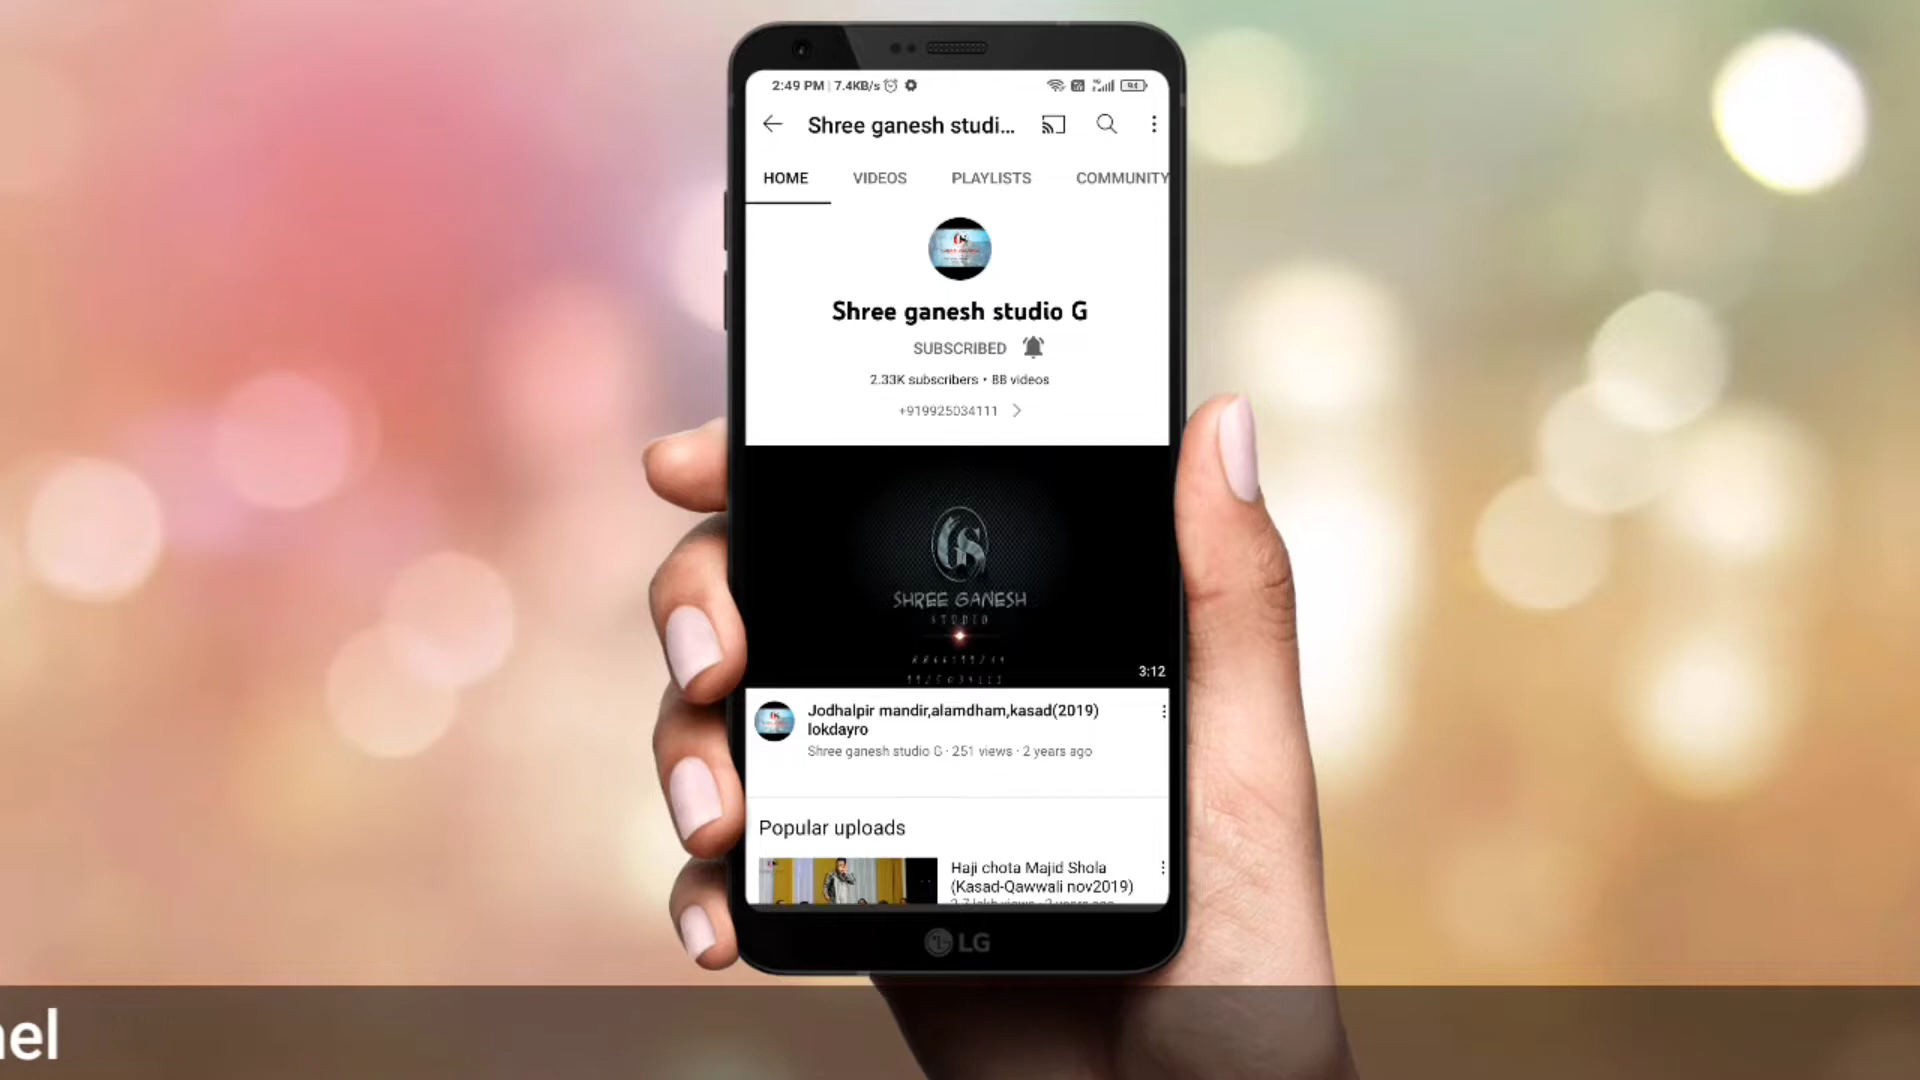 2:49 PM | 7.4KB/s
Shree ganesh studi...
HOME VIDEOS PLAYLISTS COMMUNITY
Shree ganesh studio G
SUBSCRIBED
2.33K subscribers • 88 videos
+919925034111
SHREE GANESH
STUDIO
3:12
Jodhalpir mandir,alamdham,kasad(2019)
lokdayro
Shree ganesh studio G · 251 views · 2 years ago
Popular uploads
Haji chota Majid Shola
(Kasad-Qawwali nov2019)
LG
nel